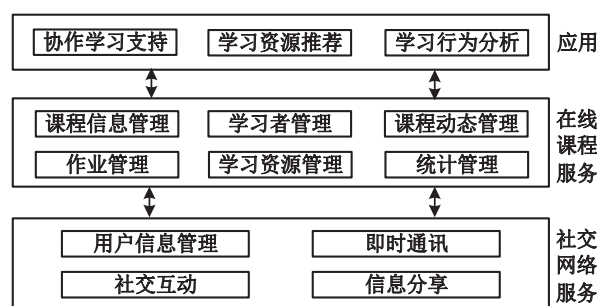 协作学习支持 学习资源推荐 学习行为分析 应用
课程信息管理 学习者管理 课程动态管理
作业管理 学习资源管理 统计管理
在线
课程
服务
用户信息管理 即时通讯
社交互动 信息分享
社交
网络
服务